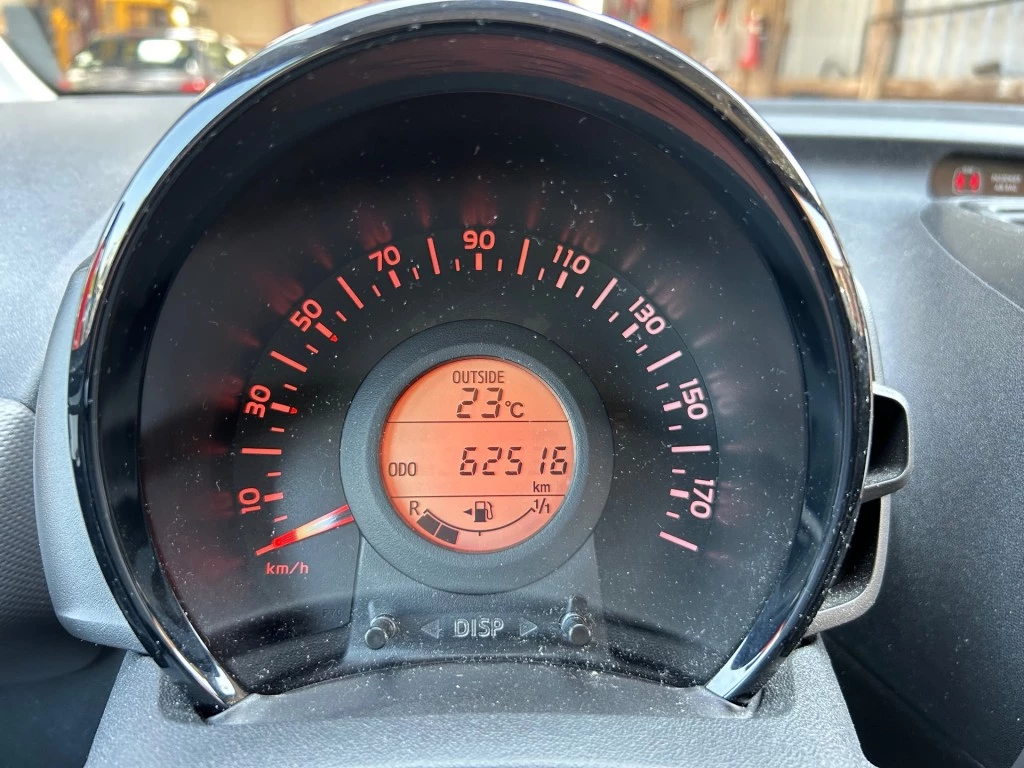 10
30
50
70
90
110
130
150
170
km/h
OUTSIDE
23°C
ODO 62516
km
R 1/1
DISP